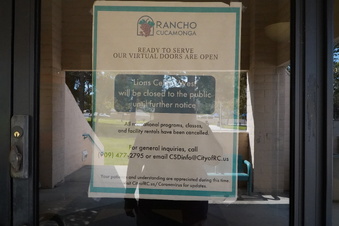 RANCHO
CUCAMONGA
READY TO SERVE
OUR VIRTUAL DOORS ARE OPEN
"Lions Center
will be closed to the public
until further notice."
All recreational programs, classes,
and facility rentals have been cancelled.
For general inquiries, call
(909) 477-2795 or email CSDinfo@CityofRC.us
Your patience and understanding are appreciated during this time.
Visit CityofRC.us/Coronavirus for updates.